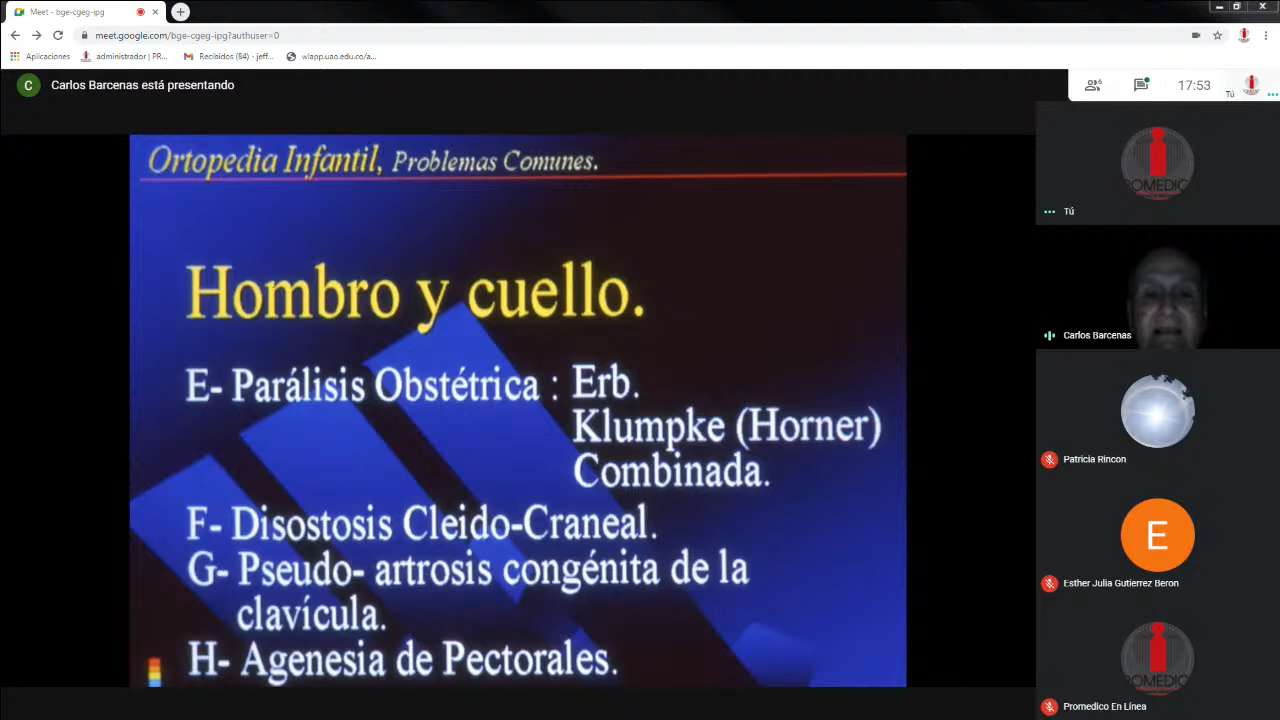 Meet - bge-cgeg-ipg
meet.google.com/bge-cgeg-ipg?authuser=0
Aplicaciones
administrador | PR...
Recibidos (84) - jeff...
wlapp.uao.edu.co/a...
C
Carlos Barcenas está presentando
6
17:53
Tú
Ortopedia Infantil, Problemas Comunes.
Hombro y cuello.
E- Parálisis Obstétrica : Erb.
Klumpke (Horner)
Combinada.
F- Disostosis Cleido-Craneal.
G- Pseudo- artrosis congénita de la
clavícula.
H- Agenesia de Pectorales.
Tú
Carlos Barcenas
Patricia Rincon
E
Esther Julia Gutierrez Beron
Promedico En Línea